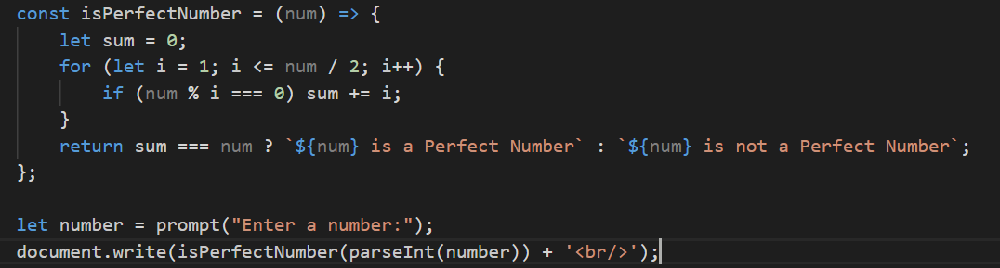 const isPerfectNumber = (num) => {
    let sum = 0;
    for (let i = 1; i <= num / 2; i++) {
        if (num % i === 0) sum += i;
    }
    return sum === num ? `${num} is a Perfect Number` : `${num} is not a Perfect Number`;
};

let number = prompt("Enter a number:");
document.write(isPerfectNumber(parseInt(number)) + '<br/>');